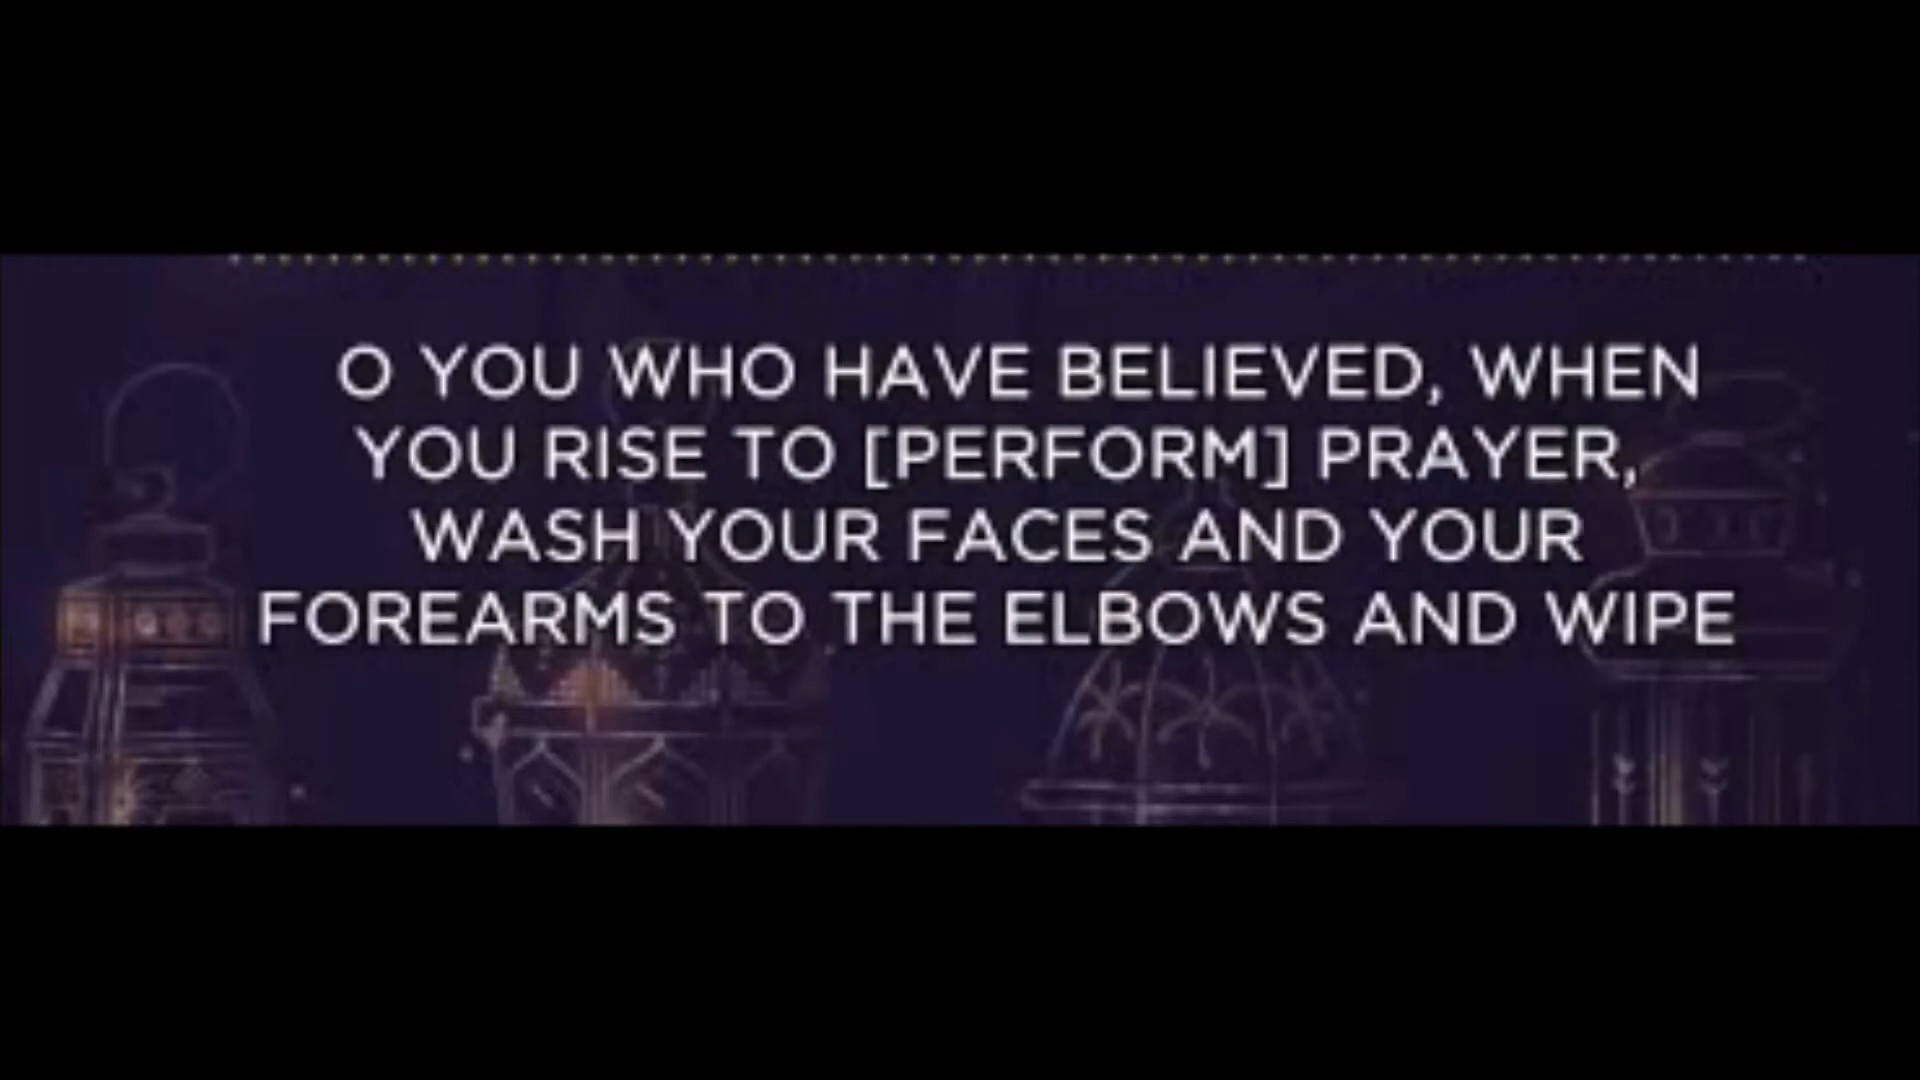 O YOU WHO HAVE BELIEVED, WHEN
YOU RISE TO [PERFORM] PRAYER,
WASH YOUR FACES AND YOUR
FOREARMS TO THE ELBOWS AND WIPE